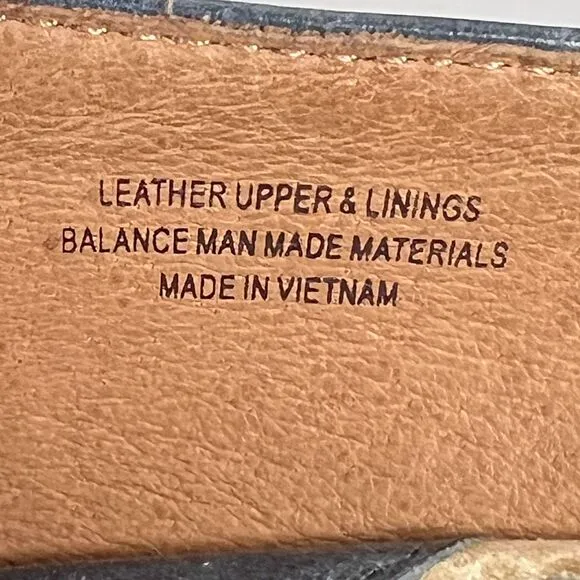 LEATHER UPPER & LININGS
BALANCE MAN MADE MATERIALS
MADE IN VIETNAM